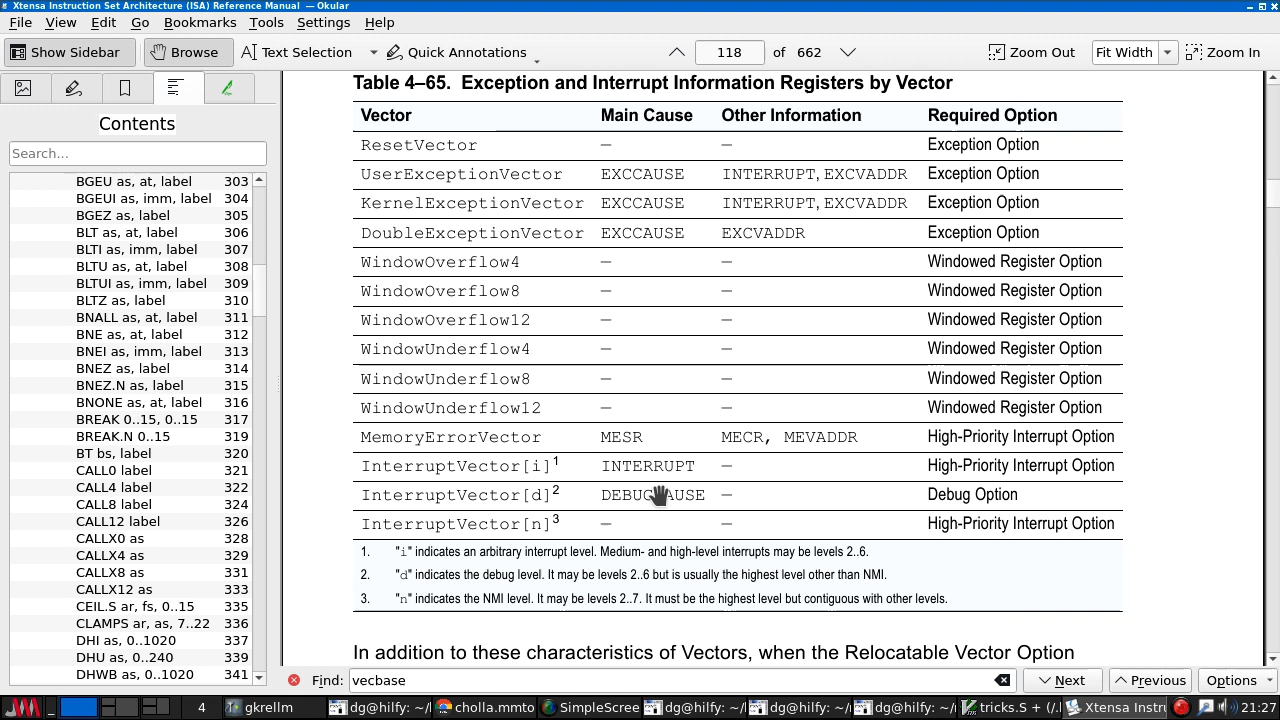 Xtensa Instruction Set Architecture (ISA) Reference Manual — Okular
File View Edit Go Bookmarks Tools Settings Help
Show Sidebar Browse Text Selection Quick Annotations 118 of 662 Zoom Out Fit Width Zoom In
Contents
Search...
BGEU as, at, label 303
BGEUI as, imm, label 304
BGEZ as, label 305
BLT as, at, label 306
BLTI as, imm, label 307
BLTU as, at, label 308
BLTUI as, imm, label 309
BLTZ as, label 310
BNALL as, at, label 311
BNE as, at, label 312
BNEI as, imm, label 313
BNEZ as, label 314
BNEZ.N as, label 315
BNONE as, at, label 316
BREAK 0..15, 0..15 317
BREAK.N 0..15 319
BT bs, label 320
CALL0 label 321
CALL4 label 322
CALL8 label 324
CALL12 label 326
CALLX0 as 328
CALLX4 as 329
CALLX8 as 331
CALLX12 as 333
CEIL.S ar, fs, 0..15 335
CLAMPS ar, as, 7..22 336
DHI as, 0..1020 337
DHU as, 0..240 339
DHWB as, 0..1020 341
Table 4–65. Exception and Interrupt Information Registers by Vector
Vector Main Cause Other Information Required Option
ResetVector — — Exception Option
UserExceptionVector EXCCAUSE INTERRUPT, EXCVADDR Exception Option
KernelExceptionVector EXCCAUSE INTERRUPT, EXCVADDR Exception Option
DoubleExceptionVector EXCCAUSE EXCVADDR Exception Option
WindowOverflow4 — — Windowed Register Option
WindowOverflow8 — — Windowed Register Option
WindowOverflow12 — — Windowed Register Option
WindowUnderflow4 — — Windowed Register Option
WindowUnderflow8 — — Windowed Register Option
WindowUnderflow12 — — Windowed Register Option
MemoryErrorVector MESR MECR, MEVADDR High-Priority Interrupt Option
InterruptVector[i]1 INTERRUPT — High-Priority Interrupt Option
InterruptVector[d]2 DEBUGCAUSE — Debug Option
InterruptVector[n]3 — — High-Priority Interrupt Option
1. "i" indicates an arbitrary interrupt level. Medium- and high-level interrupts may be levels 2..6.
2. "d" indicates the debug level. It may be levels 2..6 but is usually the highest level other than NMI.
3. "n" indicates the NMI level. It may be levels 2..7. It must be the highest level but contiguous with other levels.
In addition to these characteristics of Vectors, when the Relocatable Vector Option
Find: vecbase Next Previous Options
4 gkrellm dg@hilfy: ~/ cholla.mmto SimpleScree dg@hilfy: ~/ dg@hilfy: ~/ dg@hilfy: ~/ tricks.S + (/ Xtensa Instru 21:27